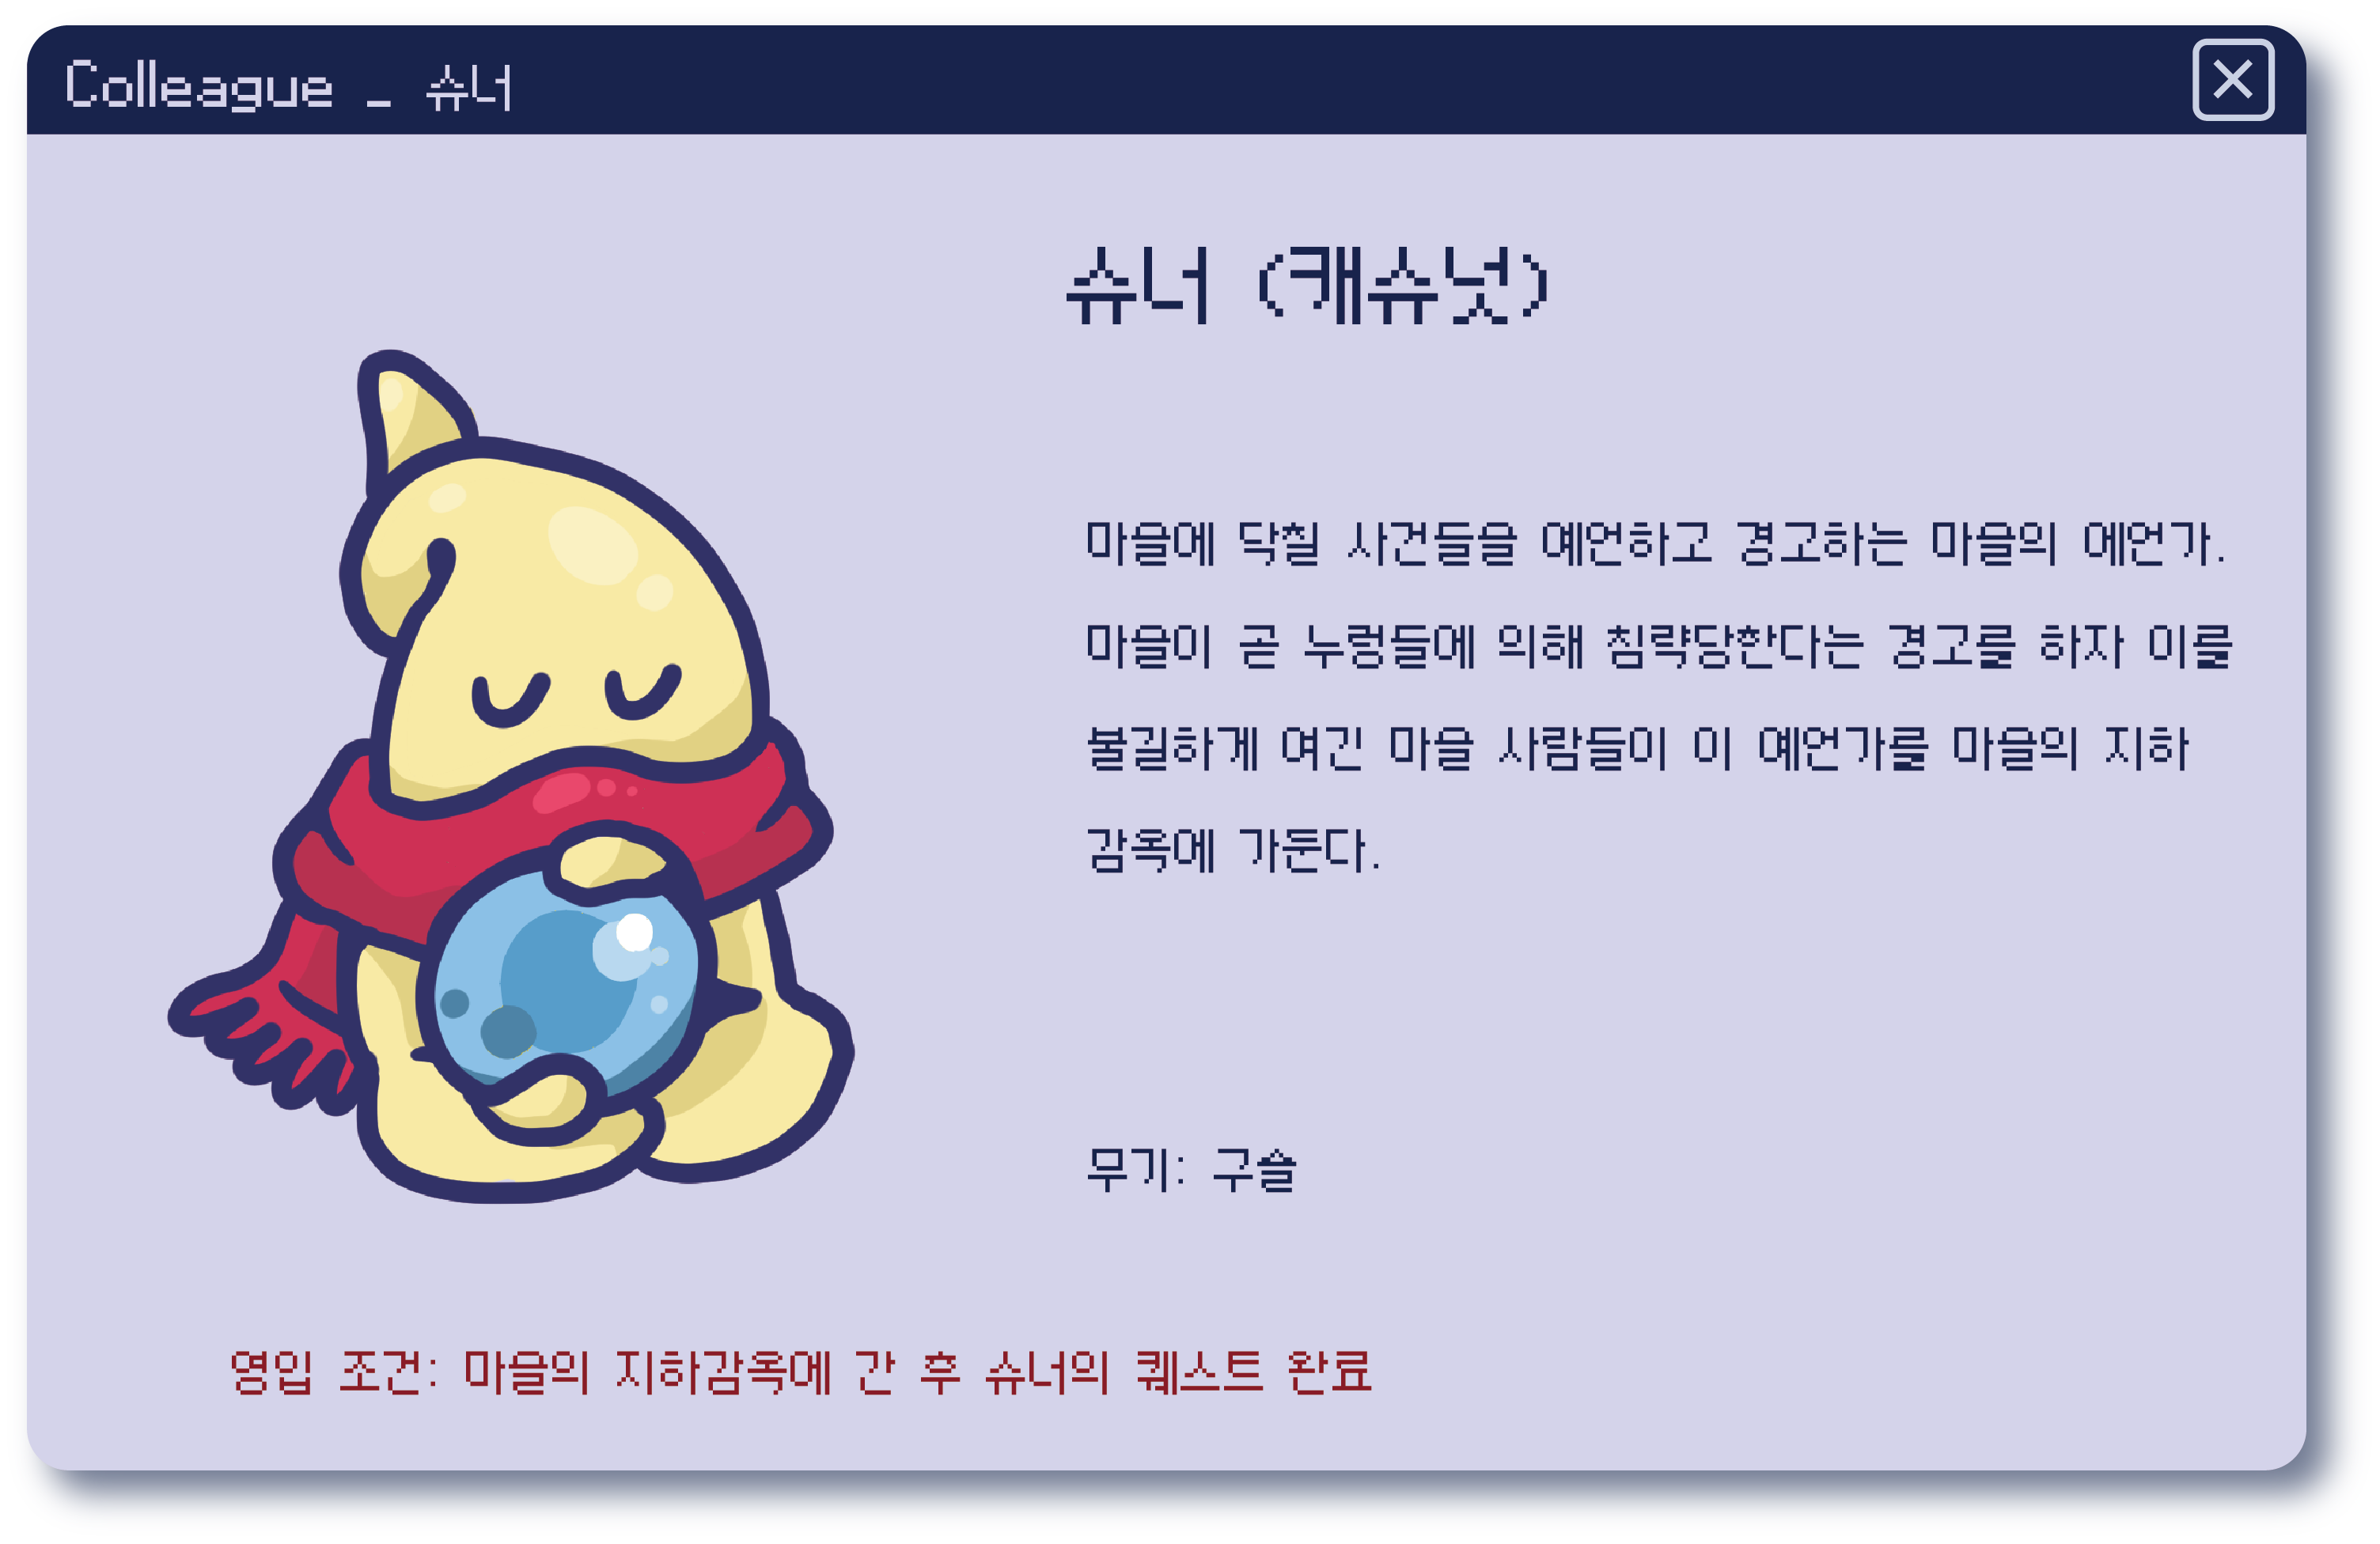 Colleague _ 슈너
슈너 (캐슈넛)
마을에 닥칠 사건들을 예언하고 경고하는 마을의 예언가.
마을이 곧 누렁들에 의해 침략당한다는 경고를 하자 이를
불길하게 여긴 마을 사람들이 이 예언가를 마을의 지하
감옥에 가둔다.
무기: 구슬
영입 조건: 마을의 지하감옥에 간 후 슈너의 퀘스트 완료